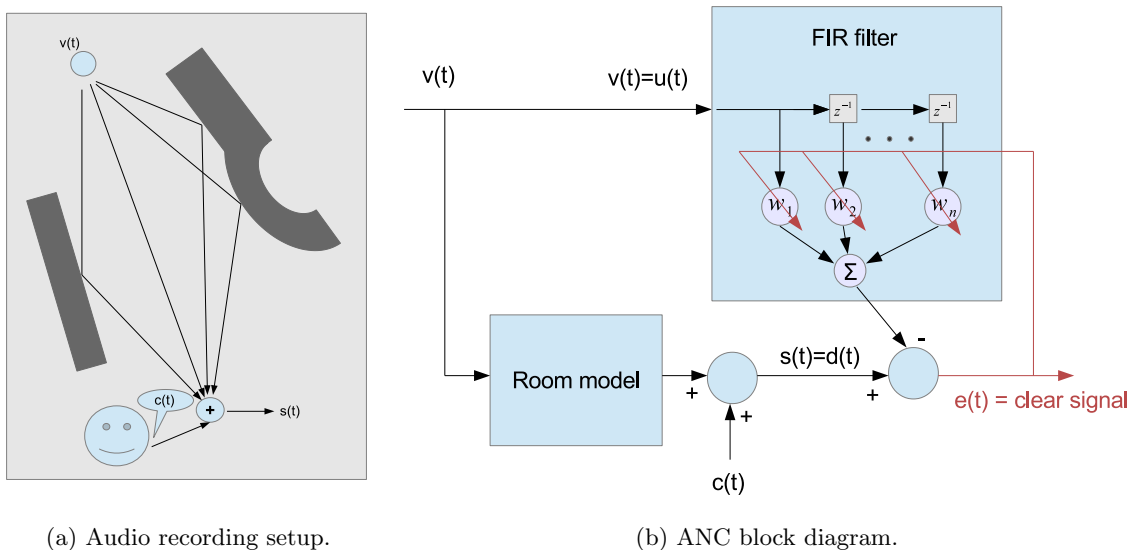 v(t)
c(t)
+
s(t)
(a) Audio recording setup.
FIR filter
v(t)
v(t)=u(t)
z⁻¹
z⁻¹
. . .
w₁
w₂
wₙ
Σ
-
Room model
s(t)=d(t)
+
+
+
e(t) = clear signal
c(t)
(b) ANC block diagram.